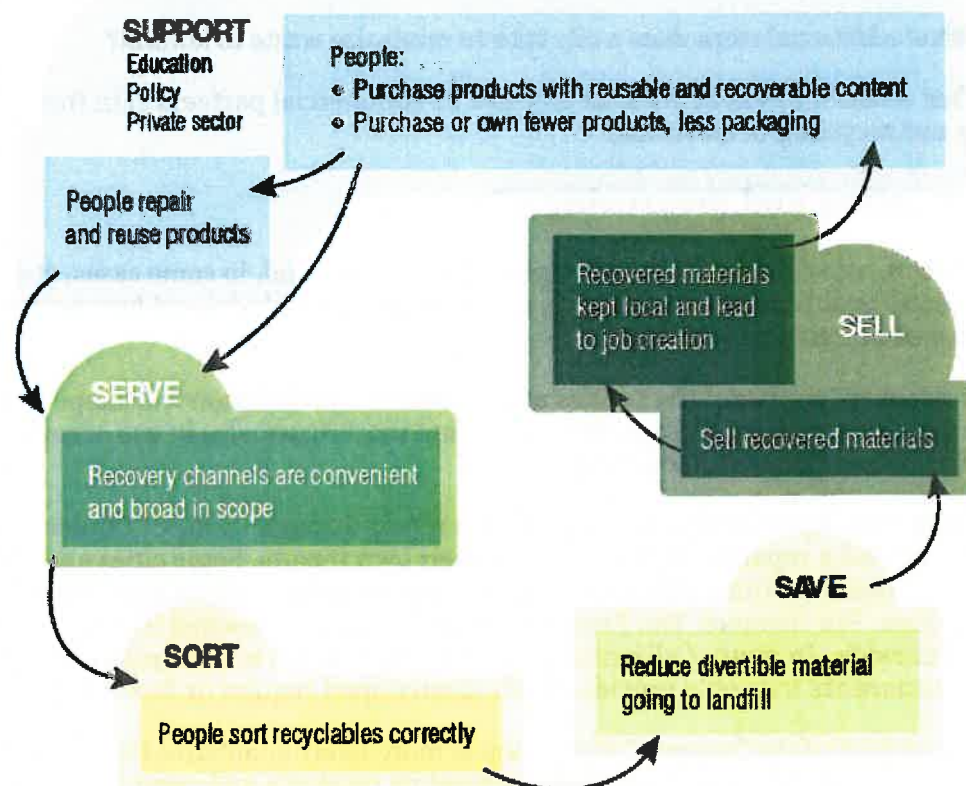 SUPPORT
Education
Policy
Private sector
People:
• Purchase products with reusable and recoverable content
• Purchase or own fewer products, less packaging
People repair
and reuse products
SERVE
Recovery channels are convenient
and broad in scope
SORT
People sort recyclables correctly
SAVE
Reduce divertible material
going to landfill
SELL
Sell recovered materials
Recovered materials
kept local and lead
to job creation